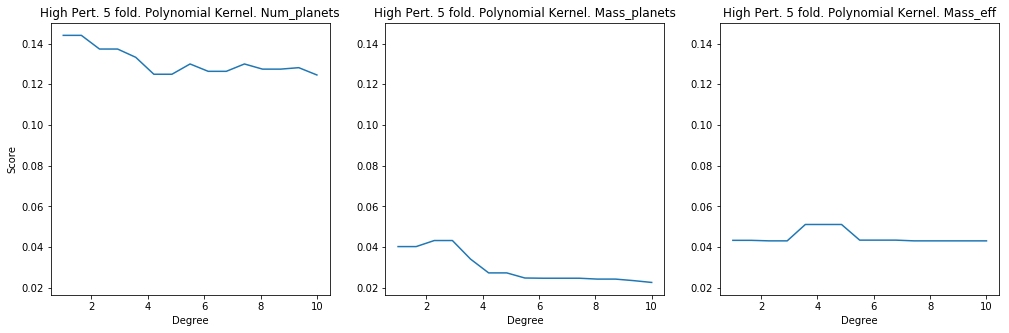 High Pert. 5 fold. Polynomial Kernel. Num_planets
0.14
0.12
0.10
0.08
0.06
0.04
0.02
Score
2 4 6 8 10
Degree
High Pert. 5 fold. Polynomial Kernel. Mass_planets
0.14
0.12
0.10
0.08
0.06
0.04
0.02
2 4 6 8 10
Degree
High Pert. 5 fold. Polynomial Kernel. Mass_eff
0.14
0.12
0.10
0.08
0.06
0.04
0.02
2 4 6 8 10
Degree